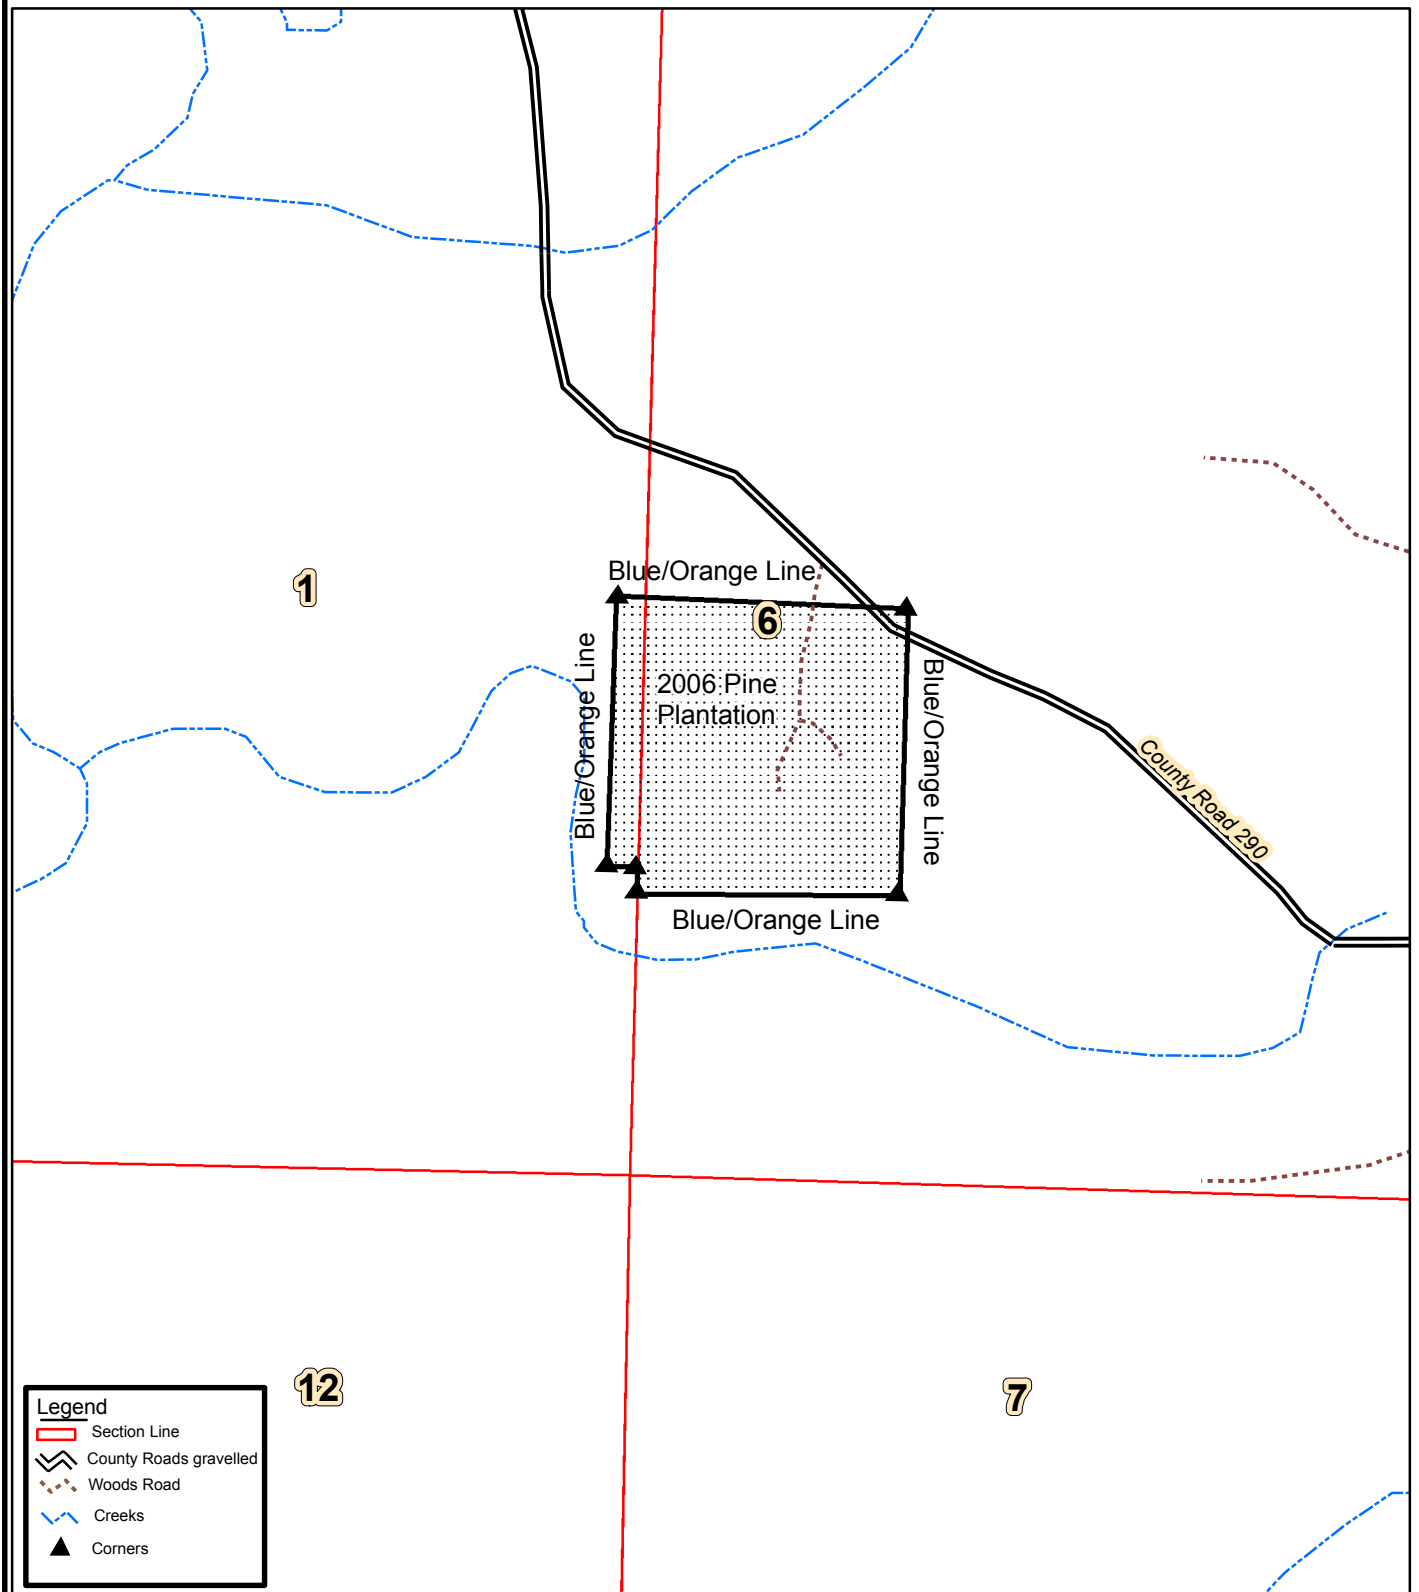 Blue/Orange Line
1
6
Blue/Orange Line
2006 Pine
Plantation
Blue/Orange Line
County Road 290
Blue/Orange Line
12
7
Legend
Section Line
County Roads gravelled
Woods Road
Creeks
Corners